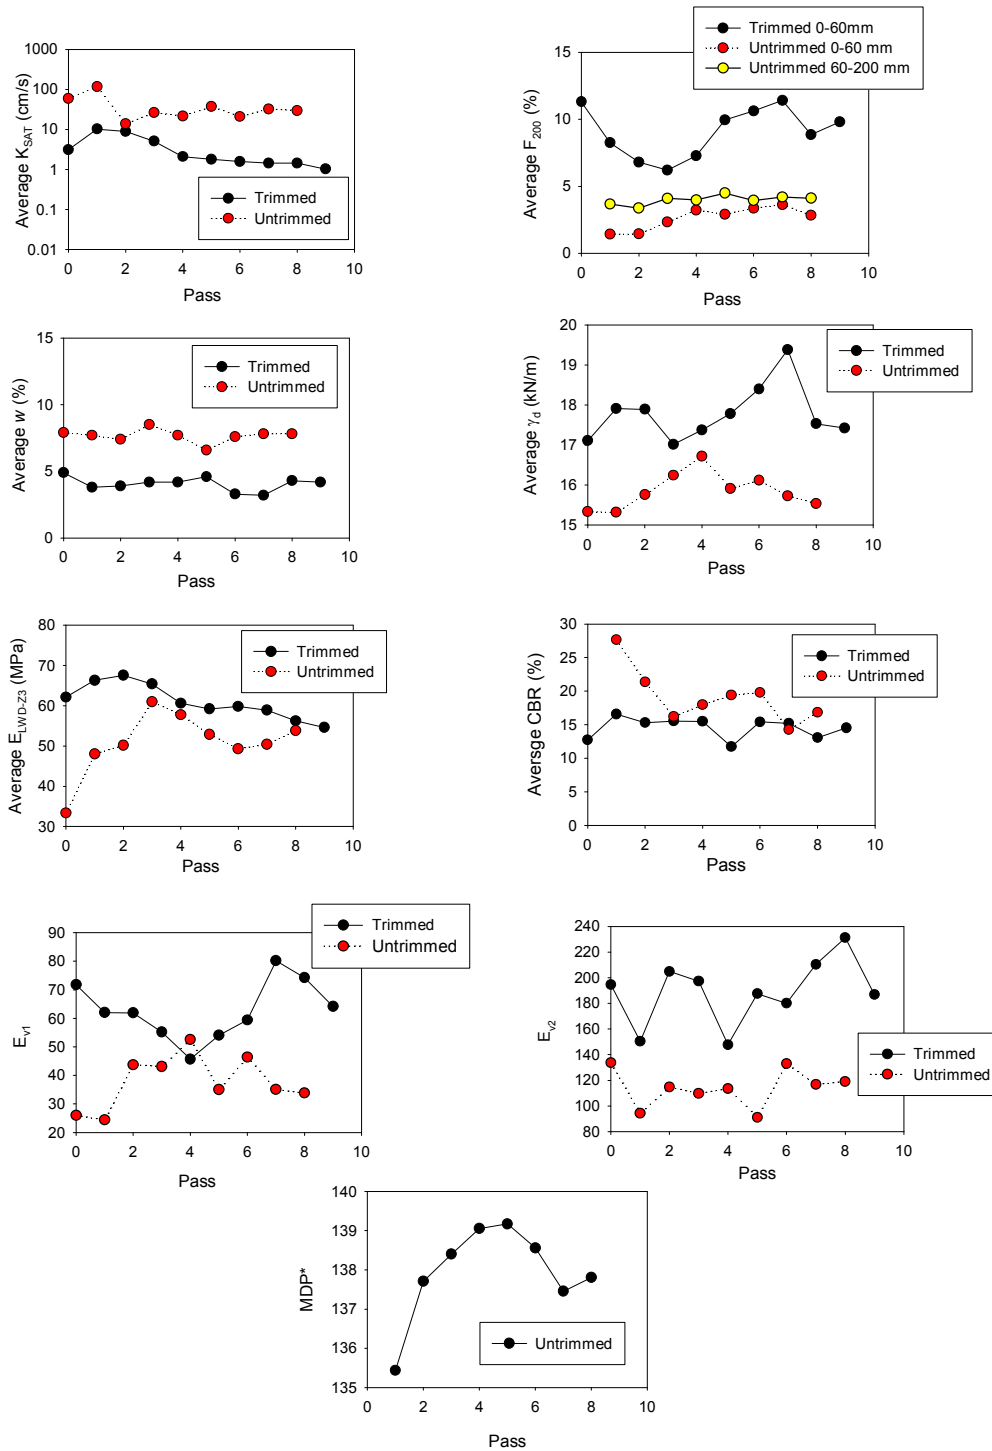 Average K_SAT (cm/s)
1000
100
10
1
0.1
0.01
Trimmed
Untrimmed
0 2 4 6 8 10
Pass
Trimmed 0-60mm
Untrimmed 0-60 mm
Untrimmed 60-200 mm
Average F_200 (%)
15
10
5
0
0 2 4 6 8 10
Pass
Average w (%)
15
10
5
0
Trimmed
Untrimmed
0 2 4 6 8 10
Pass
Average γ_d (kN/m)
20
19
18
17
16
15
Trimmed
Untrimmed
0 2 4 6 8 10
Pass
Average E_LWD-Z3 (MPa)
80
70
60
50
40
30
Trimmed
Untrimmed
0 2 4 6 8 10
Pass
Aversge CBR (%)
30
25
20
15
10
5
0
Trimmed
Untrimmed
0 2 4 6 8 10
Pass
E_v1
90
80
70
60
50
40
30
20
Trimmed
Untrimmed
0 2 4 6 8 10
Pass
E_v2
240
220
200
180
160
140
120
100
80
Trimmed
Untrimmed
0 2 4 6 8 10
Pass
MDP*
140
139
138
137
136
135
Untrimmed
0 2 4 6 8 10
Pass